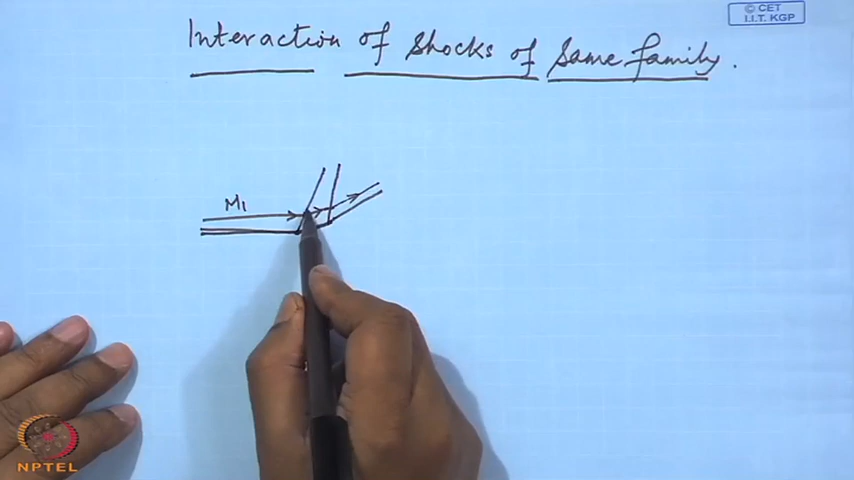 © CET
I.I.T. KGP
Interaction of Shocks of Same family.
M1
NPTEL